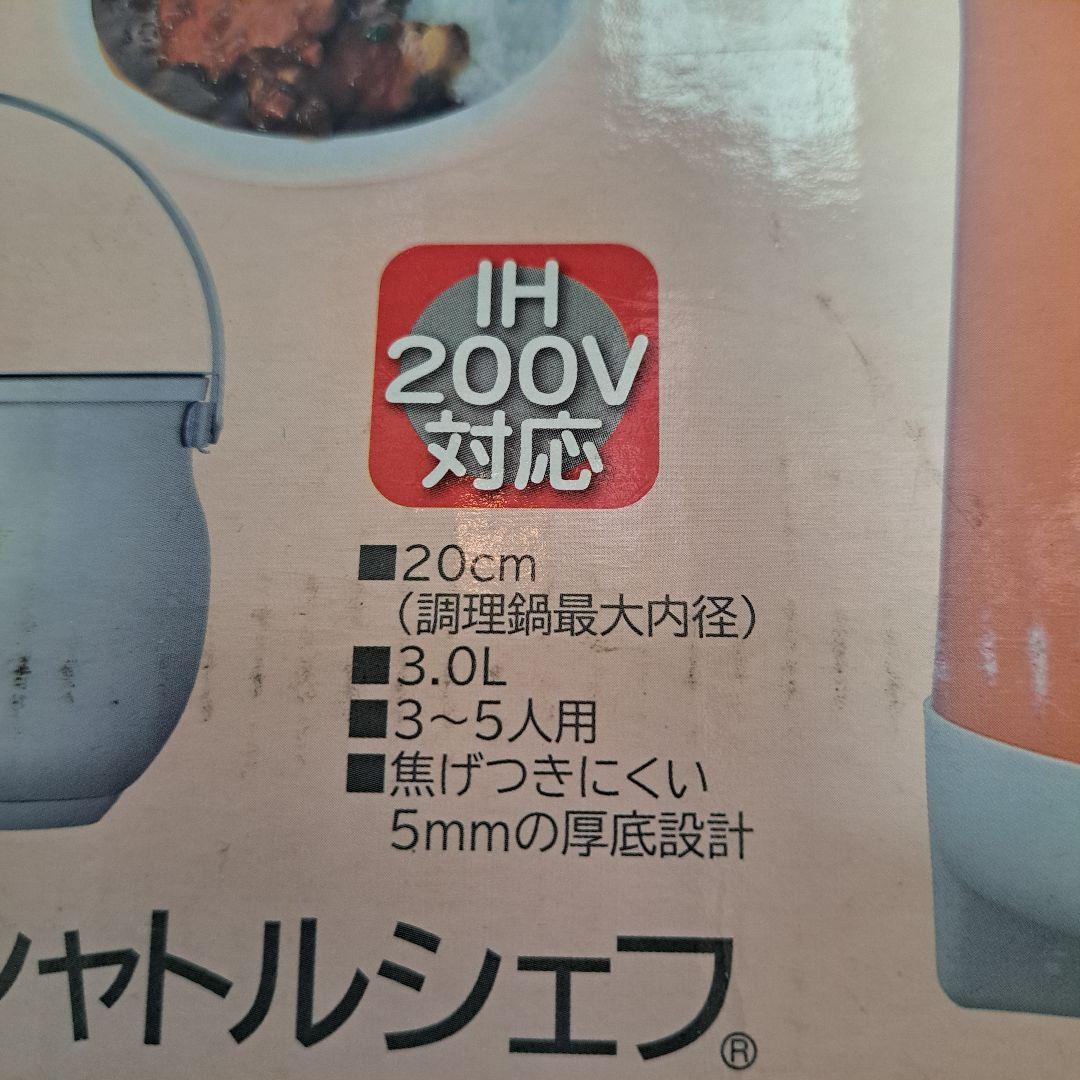 IH
200V
対応
■20cm
（調理鍋最大内径）
■3.0L
■3～5人用
■焦げつきにくい
5mmの厚底設計
シャトルシェフ®